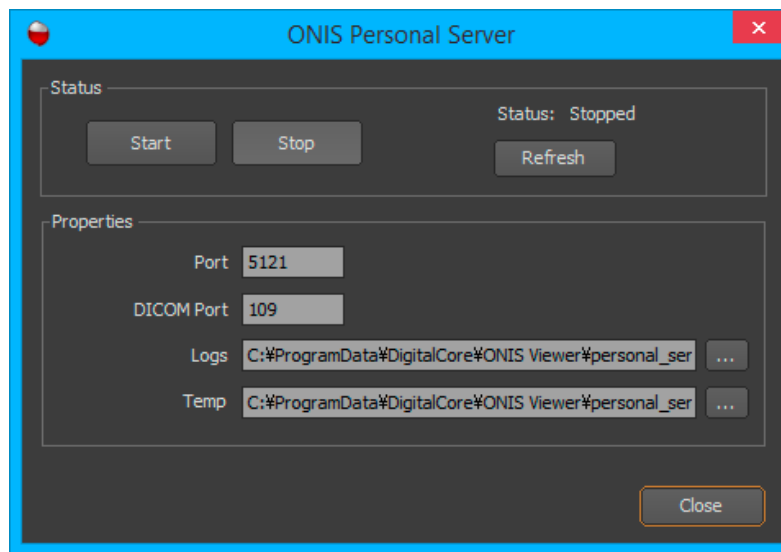 ONIS Personal Server
Status
Start
Stop
Status: Stopped
Refresh
Properties
Port 5121
DICOM Port 109
Logs C:¥ProgramData¥DigitalCore¥ONIS Viewer¥personal_ser ...
Temp C:¥ProgramData¥DigitalCore¥ONIS Viewer¥personal_ser ...
Close